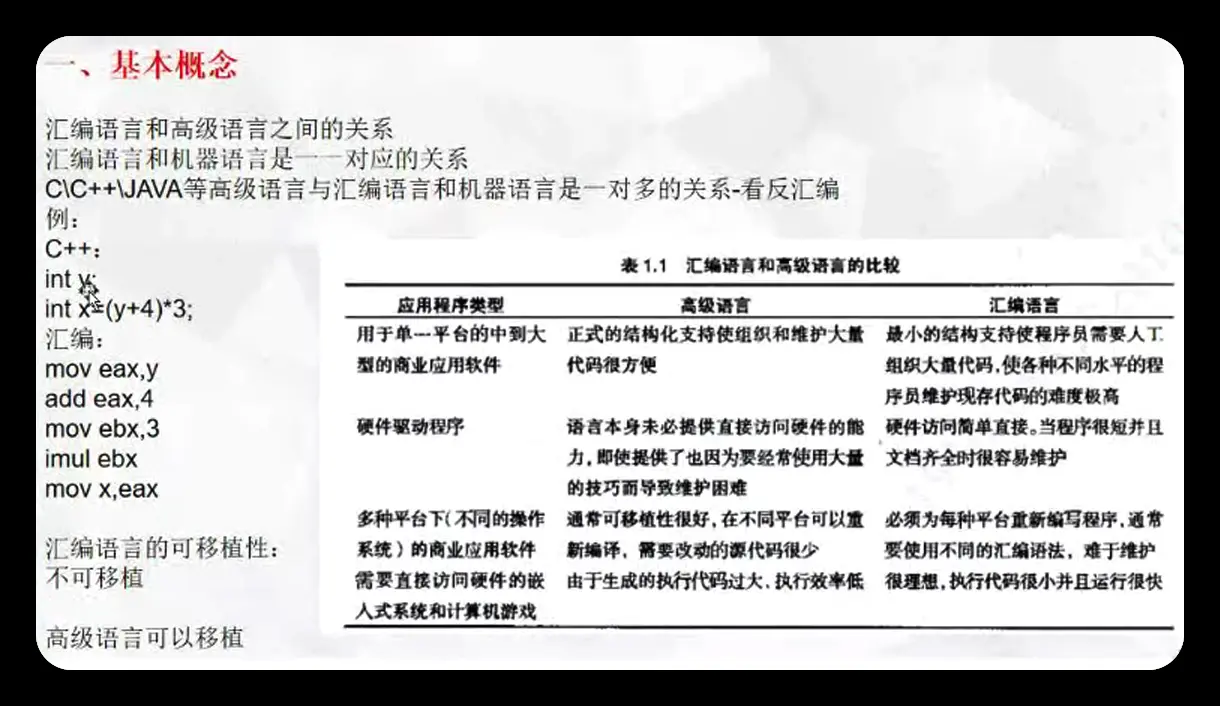 一、基本概念
汇编语言和高级语言之间的关系
汇编语言和机器语言是一一对应的关系
C\C++\JAVA等高级语言与汇编语言和机器语言是一对多的关系-看反汇编
例：
C++：
int y;
int x=(y+4)*3;
汇编：
mov eax,y
add eax,4
mov ebx,3
imul ebx
mov x,eax
汇编语言的可移植性：
不可移植
高级语言可以移植
表 1.1 汇编语言和高级语言的比较
应用程序类型 高级语言 汇编语言
用于单一平台的中到大 正式的结构化支持使组织和维护大量 最小的结构支持使程序员需要人工
型的商业应用软件 代码很方便 组织大量代码,使各种不同水平的程
序员维护现存代码的难度极高
硬件驱动程序 语言本身未必提供直接访问硬件的能 硬件访问简单直接。当程序很短并且
力,即使提供了也因为要经常使用大量 文档齐全时很容易维护
的技巧而导致维护困难
多种平台下(不同的操作 通常可移植性很好,在不同平台可以重 必须为每种平台重新编写程序,通常
系统)的商业应用软件 新编译，需要改动的源代码很少 要使用不同的汇编语法，难于维护
需要直接访问硬件的嵌 由于生成的执行代码过大，执行效率低 很理想,执行代码很小并且运行很快
入式系统和计算机游戏